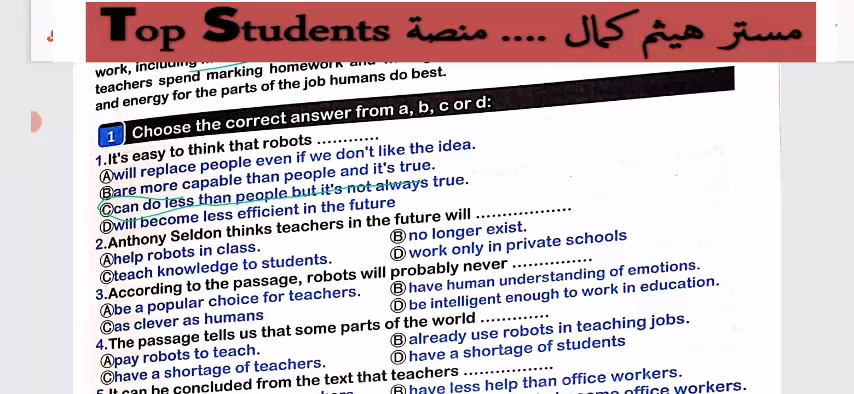 Top Students مستر هيثم كمال .... منصة
work, including
teachers spend marking homework and
and energy for the parts of the job humans do best.
1 Choose the correct answer from a, b, c or d:
1.It's easy to think that robots ............
Ⓐwill replace people even if we don't like the idea.
Ⓑare more capable than people and it's true.
Ⓒcan do less than people but it's not always true.
Ⓓwill become less efficient in the future
2.Anthony Seldon thinks teachers in the future will ..................
Ⓐhelp robots in class. Ⓑno longer exist.
Ⓒteach knowledge to students. Ⓓwork only in private schools
3.According to the passage, robots will probably never ...............
Ⓐbe a popular choice for teachers. Ⓑhave human understanding of emotions.
Ⓒas clever as humans Ⓓbe intelligent enough to work in education.
4.The passage tells us that some parts of the world .............
Ⓐpay robots to teach. Ⓑalready use robots in teaching jobs.
Ⓒhave a shortage of teachers. Ⓓhave a shortage of students
5.It can be concluded from the text that teachers .................
Ⓑhave less help than office workers.
office workers.